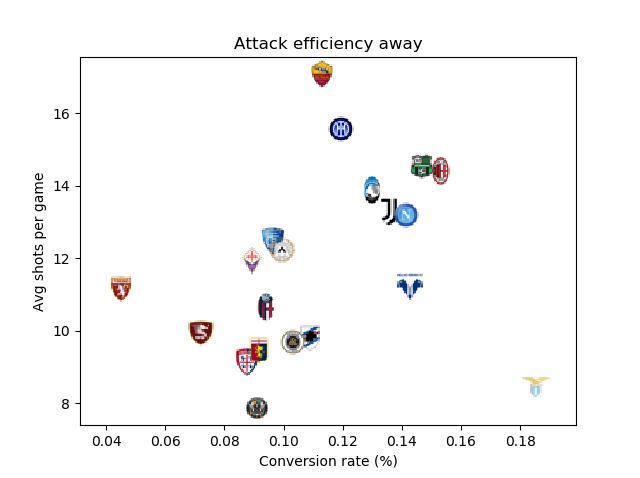 Attack efficiency away
Avg shots per game
16
14
12
10
8
0.04 0.06 0.08 0.10 0.12 0.14 0.16 0.18
Conversion rate (%)